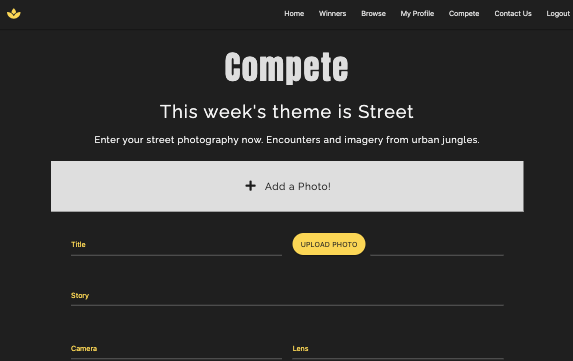 Home Winners Browse My Profile Compete Contact Us Logout
Compete
This week's theme is Street
Enter your street photography now. Encounters and imagery from urban jungles.
+ Add a Photo!
Title UPLOAD PHOTO
Story
Camera Lens